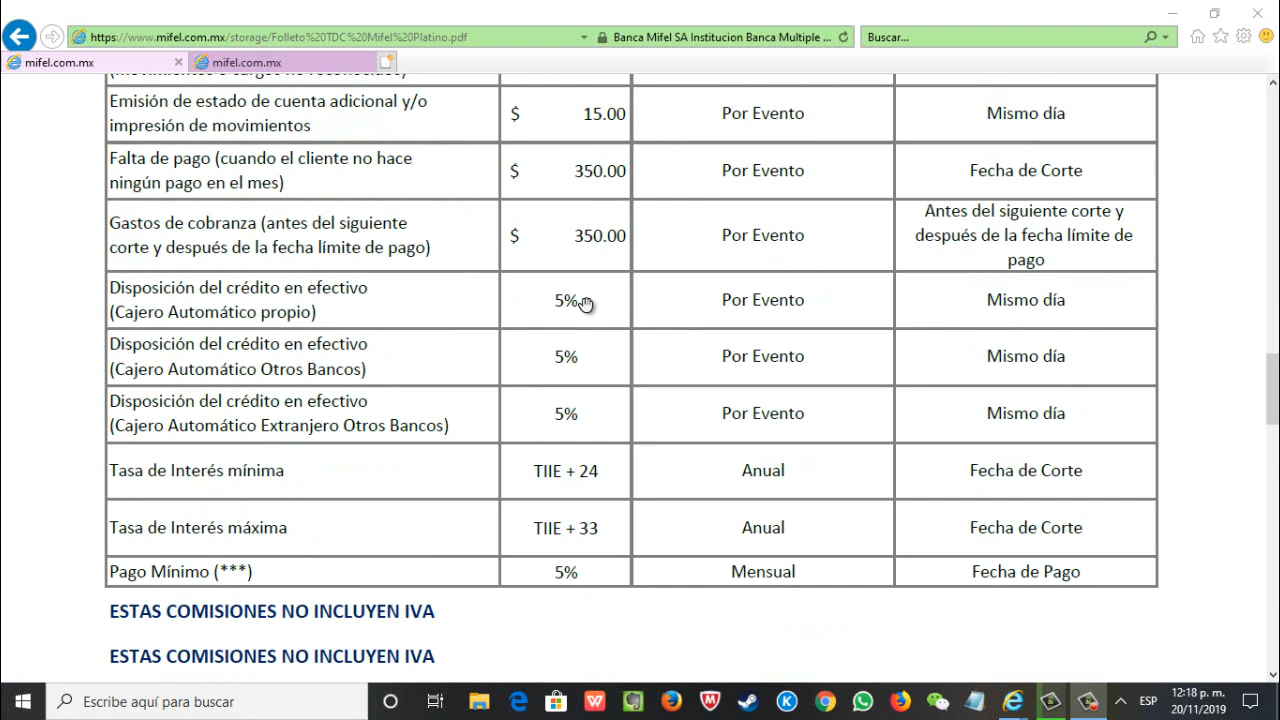 https://www.mifel.com.mx/storage/Folleto%20TDC%20Mifel%20Platino.pdf
Banca Mifel SA Institucion Banca Multiple ...
Buscar...
mifel.com.mx
mifel.com.mx
(movimientos o cargos no reconocidos)
Emisión de estado de cuenta adicional y/o
impresión de movimientos
$ 15.00
Por Evento
Mismo día
Falta de pago (cuando el cliente no hace
ningún pago en el mes)
$ 350.00
Por Evento
Fecha de Corte
Gastos de cobranza (antes del siguiente
corte y después de la fecha límite de pago)
$ 350.00
Por Evento
Antes del siguiente corte y
después de la fecha límite de
pago
Disposición del crédito en efectivo
(Cajero Automático propio)
5%
Por Evento
Mismo día
Disposición del crédito en efectivo
(Cajero Automático Otros Bancos)
5%
Por Evento
Mismo día
Disposición del crédito en efectivo
(Cajero Automático Extranjero Otros Bancos)
5%
Por Evento
Mismo día
Tasa de Interés mínima
TIIE + 24
Anual
Fecha de Corte
Tasa de Interés máxima
TIIE + 33
Anual
Fecha de Corte
Pago Mínimo (***)
5%
Mensual
Fecha de Pago
ESTAS COMISIONES NO INCLUYEN IVA
ESTAS COMISIONES NO INCLUYEN IVA
Escribe aquí para buscar
ESP
12:18 p. m.
20/11/2019